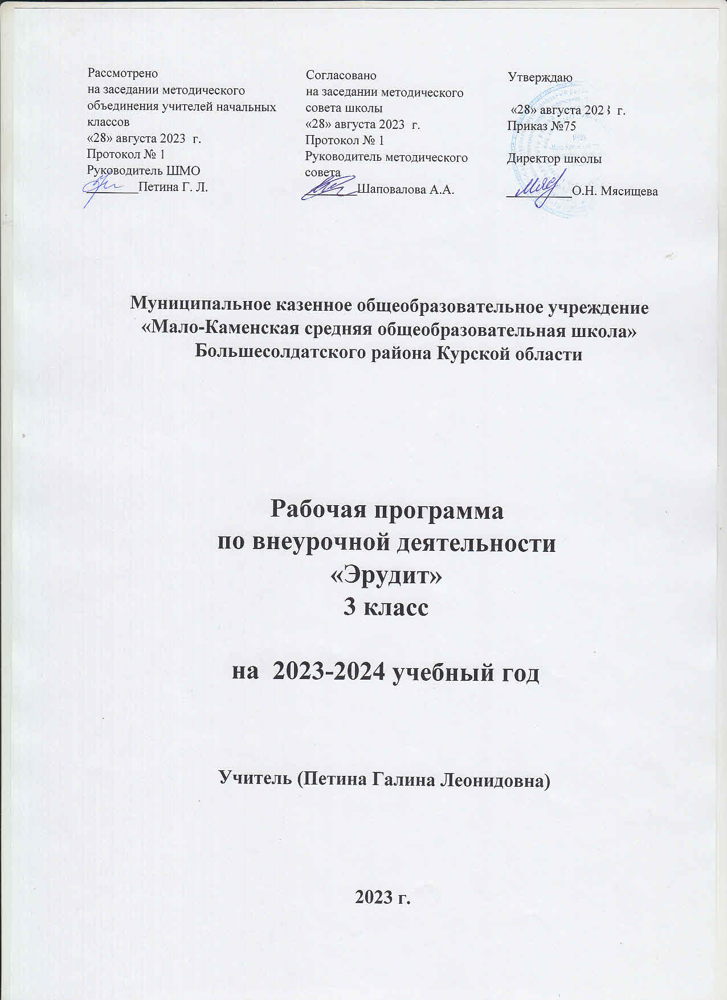 Рассмотрено
на заседании методического
объединения учителей начальных
классов
«28» августа 2023 г.
Протокол № 1
Руководитель ШМО
________Петина Г. Л.
Согласовано
на заседании методического
совета школы
«28» августа 2023 г.
Протокол № 1
Руководитель методического
совета
________Шаповалова А.А.
Утверждаю
«28» августа 2023 г.
Приказ №75
Директор школы
__________О.Н. Мясищева
Муниципальное казенное общеобразовательное учреждение
«Мало-Каменская средняя общеобразовательная школа»
Большесолдатского района Курской области
Рабочая программа
по внеурочной деятельности
«Эрудит»
3 класс
на 2023-2024 учебный год
Учитель (Петина Галина Леонидовна)
2023 г.